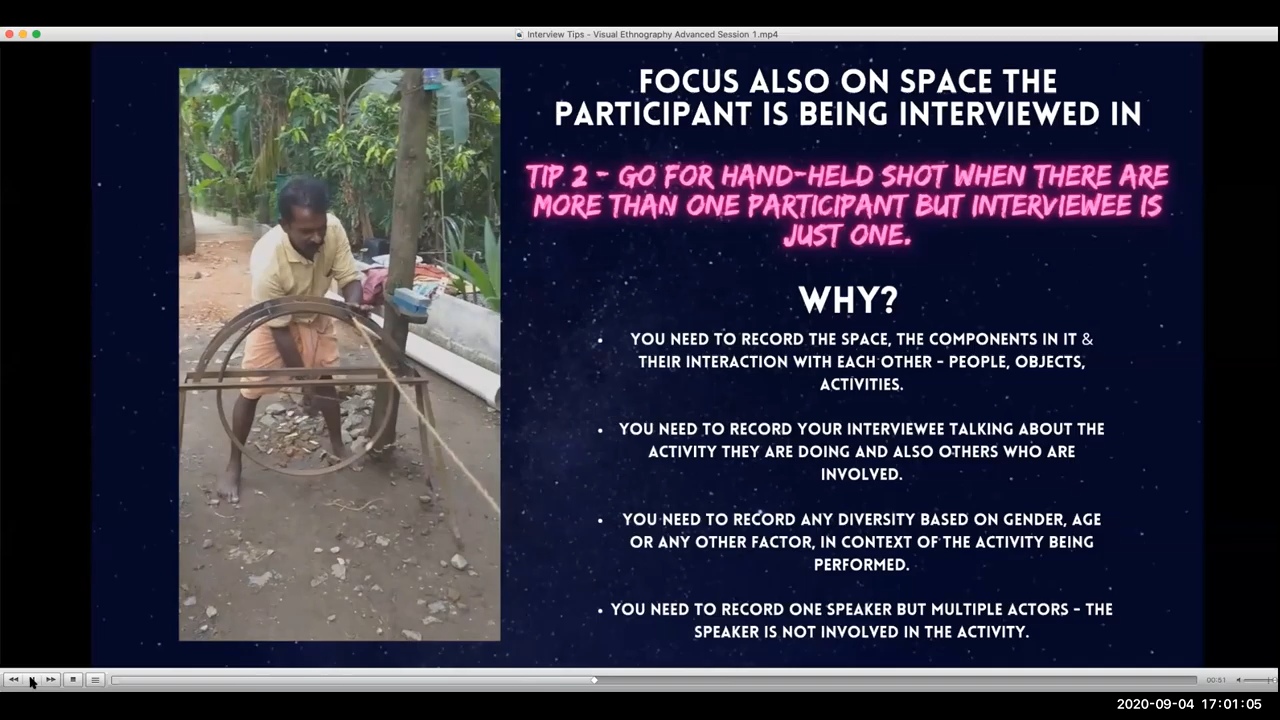 Interview Tips - Visual Ethnography Advanced Session 1.mp4
FOCUS ALSO ON SPACE THE
PARTICIPANT IS BEING INTERVIEWED IN
TIP 2 - GO FOR HAND-HELD SHOT WHEN THERE ARE
MORE THAN ONE PARTICIPANT BUT INTERVIEWEE IS
JUST ONE.
WHY?
• YOU NEED TO RECORD THE SPACE, THE COMPONENTS IN IT &
THEIR INTERACTION WITH EACH OTHER - PEOPLE, OBJECTS,
ACTIVITIES.
• YOU NEED TO RECORD YOUR INTERVIEWEE TALKING ABOUT THE
ACTIVITY THEY ARE DOING AND ALSO OTHERS WHO ARE
INVOLVED.
• YOU NEED TO RECORD ANY DIVERSITY BASED ON GENDER, AGE
OR ANY OTHER FACTOR, IN CONTEXT OF THE ACTIVITY BEING
PERFORMED.
• YOU NEED TO RECORD ONE SPEAKER BUT MULTIPLE ACTORS - THE
SPEAKER IS NOT INVOLVED IN THE ACTIVITY.
00:51
2020-09-04 17:01:05